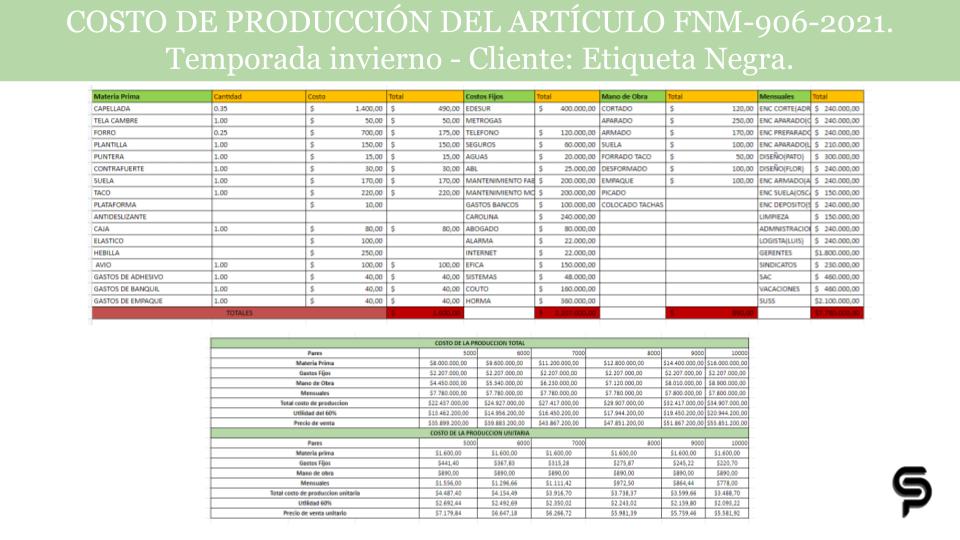 COSTO DE PRODUCCIÓN DEL ARTÍCULO FNM-906-2021.
Temporada invierno - Cliente: Etiqueta Negra.
Materia Prima Cantidad Costo Total Costos Fijos Total Mano de Obra Total Mensuales Total
CAPELLADA 0.35 $ 1.400,00 $ 490,00 EDESUR $ 400.000,00 CORTADO $ 120,00 ENC CORTE(ADR $ 240.000,00
TELA CAMBRE 1.00 $ 50,00 $ 50,00 METROGAS APARADO $ 250,00 ENC APARADO(C $ 240.000,00
FORRO 0.25 $ 700,00 $ 175,00 TELEFONO $ 120.000,00 ARMADO $ 170,00 ENC PREPARADO $ 240.000,00
PLANTILLA 1.00 $ 150,00 $ 150,00 SEGUROS $ 60.000,00 SUELA $ 100,00 ENC APARADO(L $ 210.000,00
PUNTERA 1.00 $ 15,00 $ 15,00 AGUAS $ 20.000,00 FORRADO TACO $ 50,00 DISEÑO(PATO) $ 300.000,00
CONTRAFUERTE 1.00 $ 30,00 $ 30,00 ABL $ 25.000,00 DESFORMADO $ 100,00 DISEÑO(FLOR) $ 240.000,00
SUELA 1.00 $ 170,00 $ 170,00 MANTENIMIENTO FAB $ 200.000,00 EMPAQUE $ 100,00 ENC ARMADO(A $ 240.000,00
TACO 1.00 $ 220,00 $ 220,00 MANTENIMIENTO MO $ 200.000,00 PICADO ENC SUELA(OSC $ 150.000,00
PLATAFORMA $ 10,00 GASTOS BANCOS $ 100.000,00 COLOCADO TACHAS ENC DEPOSITO(S $ 240.000,00
ANTIDESLIZANTE CAROLINA $ 240.000,00 LIMPIEZA $ 150.000,00
CAJA 1.00 $ 80,00 $ 80,00 ABOGADO $ 80.000,00 ADMNISTRACIO $ 240.000,00
ELASTICO $ 100,00 ALARMA $ 22.000,00 LOGISTA(LUIS) $ 240.000,00
HEBILLA $ 250,00 INTERNET $ 22.000,00 GERENTES $1.800.000,00
AVIO 1.00 $ 100,00 $ 100,00 EFICA $ 150.000,00 SINDICATOS $ 230.000,00
GASTOS DE ADHESIVO 1.00 $ 40,00 $ 40,00 SISTEMAS $ 48.000,00 SAC $ 460.000,00
GASTOS DE BANQUIL 1.00 $ 40,00 $ 40,00 COUTO $ 160.000,00 VACACIONES $ 460.000,00
GASTOS DE EMPAQUE 1.00 $ 40,00 $ 40,00 HORMA $ 360.000,00 SUSS $2.100.000,00
TOTALES
COSTO DE LA PRODUCCION TOTAL
Pares 5000 6000 7000 8000 9000 10000
Materia Prima $8.000.000,00 $9.600.000,00 $11.200.000,00 $12.800.000,00 $14.400.000,00 $16.000.000,00
Gastos Fijos $2.207.000,00 $2.207.000,00 $2.207.000,00 $2.207.000,00 $2.207.000,00 $2.207.000,00
Mano de Obra $4.450.000,00 $5.340.000,00 $6.230.000,00 $7.120.000,00 $8.010.000,00 $8.900.000,00
Mensuales $7.780.000,00 $7.780.000,00 $7.780.000,00 $7.780.000,00 $7.800.000,00 $7.800.000,00
Total costo de produccion $22.437.000,00 $24.927.000,00 $27.417.000,00 $29.907.000,00 $32.417.000,00 $34.907.000,00
Utilidad del 60% $13.462.200,00 $14.956.200,00 $16.450.200,00 $17.944.200,00 $19.450.200,00 $20.944.200,00
Precio de venta $35.899.200,00 $39.883.200,00 $43.867.200,00 $47.851.200,00 $51.867.200,00 $55.851.200,00
COSTO DE LA PRODUCCION UNITARIA
Pares 5000 6000 7000 8000 9000 10000
Materia prima $1.600,00 $1.600,00 $1.600,00 $1.600,00 $1.600,00 $1.600,00
Gastos Fijos $441,40 $367,83 $315,28 $275,87 $245,22 $220,70
Mano de obra $890,00 $890,00 $890,00 $890,00 $890,00 $890,00
Mensuales $1.556,00 $1.296,66 $1.111,42 $972,50 $864,44 $778,00
Total costo de produccion unitaria $4.487,40 $4.154,49 $3.916,70 $3.738,37 $3.599,66 $3.488,70
Utilidad 60% $2.692,44 $2.492,69 $2.350,02 $2.243,02 $2.159,80 $2.093,22
Precio de venta unitario $7.179,84 $6.647,18 $6.266,72 $5.981,39 $5.759,46 $5.581,92